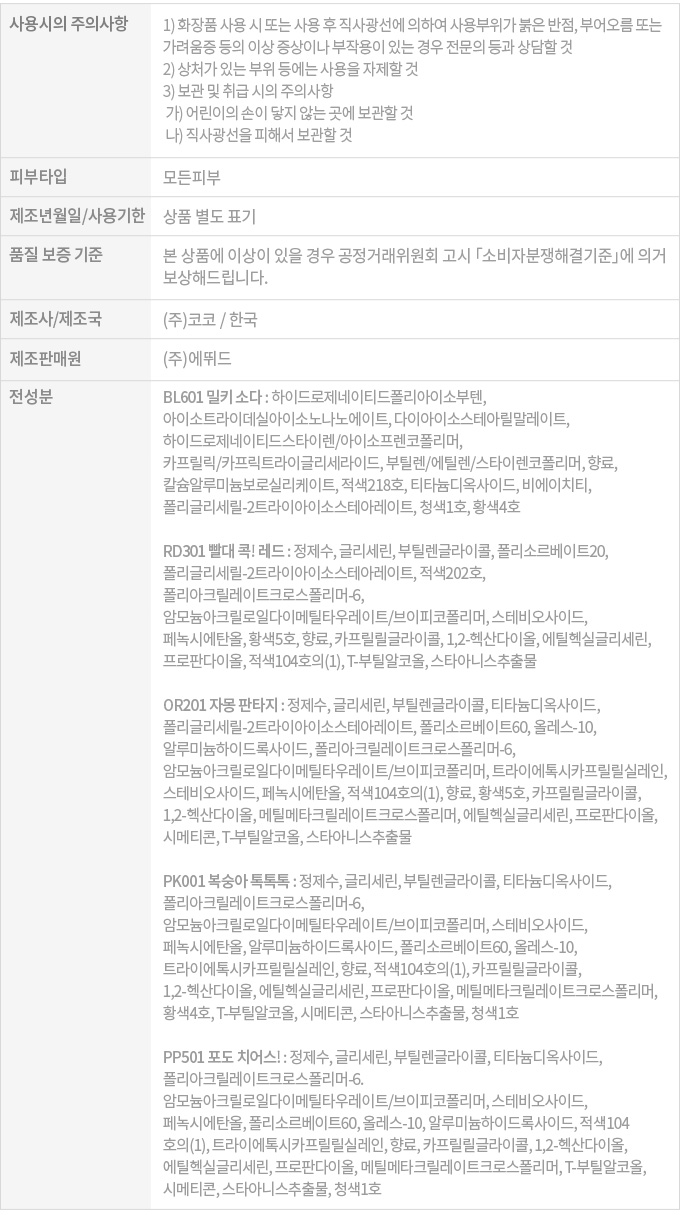 사용시의 주의사항
1) 화장품 사용 시 또는 사용 후 직사광선에 의하여 사용부위가 붉은 반점, 부어오름 또는
가려움증 등의 이상 증상이나 부작용이 있는 경우 전문의 등과 상담할 것
2) 상처가 있는 부위 등에는 사용을 자제할 것
3) 보관 및 취급 시의 주의사항
가) 어린이의 손이 닿지 않는 곳에 보관할 것
나) 직사광선을 피해서 보관할 것
피부타입
모든피부
제조년월일/사용기한
상품 별도 표기
품질 보증 기준
본 상품에 이상이 있을 경우 공정거래위원회 고시 「소비자분쟁해결기준」에 의거
보상해드립니다.
제조사/제조국
(주)코코 / 한국
제조판매원
(주)에뛰드
전성분
BL601 밀키 소다 : 하이드로제네이티드폴리아이소부텐,
아이소트라이데실아이소노나노에이트, 다이아이소스테아릴말레이트,
하이드로제네이티드스타이렌/아이소프렌코폴리머,
카프릴릭/카프릭트라이글리세라이드, 부틸렌/에틸렌/스타이렌코폴리머, 향료,
칼슘알루미늄보로실리케이트, 적색218호, 티타늄디옥사이드, 비에이치티,
폴리글리세릴-2트라이아이소스테아레이트, 청색1호, 황색4호
RD301 빨대 콕! 레드 : 정제수, 글리세린, 부틸렌글라이콜, 폴리소르베이트20,
폴리글리세릴-2트라이아이소스테아레이트, 적색202호,
폴리아크릴레이트크로스폴리머-6,
암모늄아크릴로일다이메틸타우레이트/브이피코폴리머, 스테비오사이드,
페녹시에탄올, 황색5호, 향료, 카프릴릴글라이콜, 1,2-헥산다이올, 에틸헥실글리세린,
프로판다이올, 적색104호의(1), T-부틸알코올, 스타아니스추출물
OR201 자몽 판타지 : 정제수, 글리세린, 부틸렌글라이콜, 티타늄디옥사이드,
폴리글리세릴-2트라이아이소스테아레이트, 폴리소르베이트60, 올레스-10,
알루미늄하이드록사이드, 폴리아크릴레이트크로스폴리머-6,
암모늄아크릴로일다이메틸타우레이트/브이피코폴리머, 트라이에톡시카프릴릴실레인,
스테비오사이드, 페녹시에탄올, 적색104호의(1), 향료, 황색5호, 카프릴릴글라이콜,
1,2-헥산다이올, 메틸메타크릴레이트크로스폴리머, 에틸헥실글리세린, 프로판다이올,
시메티콘, T-부틸알코올, 스타아니스추출물
PK001 복숭아 톡톡톡 : 정제수, 글리세린, 부틸렌글라이콜, 티타늄디옥사이드,
폴리아크릴레이트크로스폴리머-6,
암모늄아크릴로일다이메틸타우레이트/브이피코폴리머, 스테비오사이드,
페녹시에탄올, 알루미늄하이드록사이드, 폴리소르베이트60, 올레스-10,
트라이에톡시카프릴릴실레인, 향료, 적색104호의(1), 카프릴릴글라이콜,
1,2-헥산다이올, 에틸헥실글리세린, 프로판다이올, 메틸메타크릴레이트크로스폴리머,
황색4호, T-부틸알코올, 시메티콘, 스타아니스추출물, 청색1호
PP501 포도 치어스! : 정제수, 글리세린, 부틸렌글라이콜, 티타늄디옥사이드,
폴리아크릴레이트크로스폴리머-6.
암모늄아크릴로일다이메틸타우레이트/브이피코폴리머, 스테비오사이드,
페녹시에탄올, 폴리소르베이트60, 올레스-10, 알루미늄하이드록사이드, 적색104
호의(1), 트라이에톡시카프릴릴실레인, 향료, 카프릴릴글라이콜, 1,2-헥산다이올,
에틸헥실글리세린, 프로판다이올, 메틸메타크릴레이트크로스폴리머, T-부틸알코올,
시메티콘, 스타아니스추출물, 청색1호